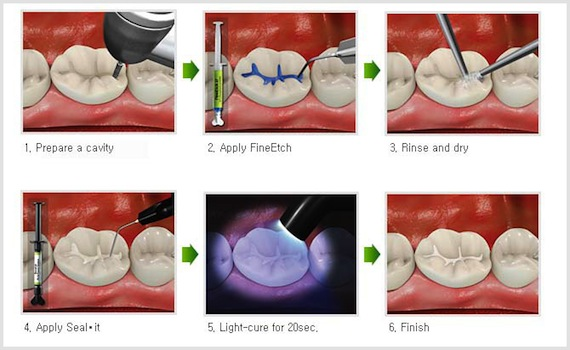 1. Prepare a cavity
2. Apply FineEtch
3. Rinse and dry
4. Apply Seal•it
5. Light-cure for 20sec.
6. Finish